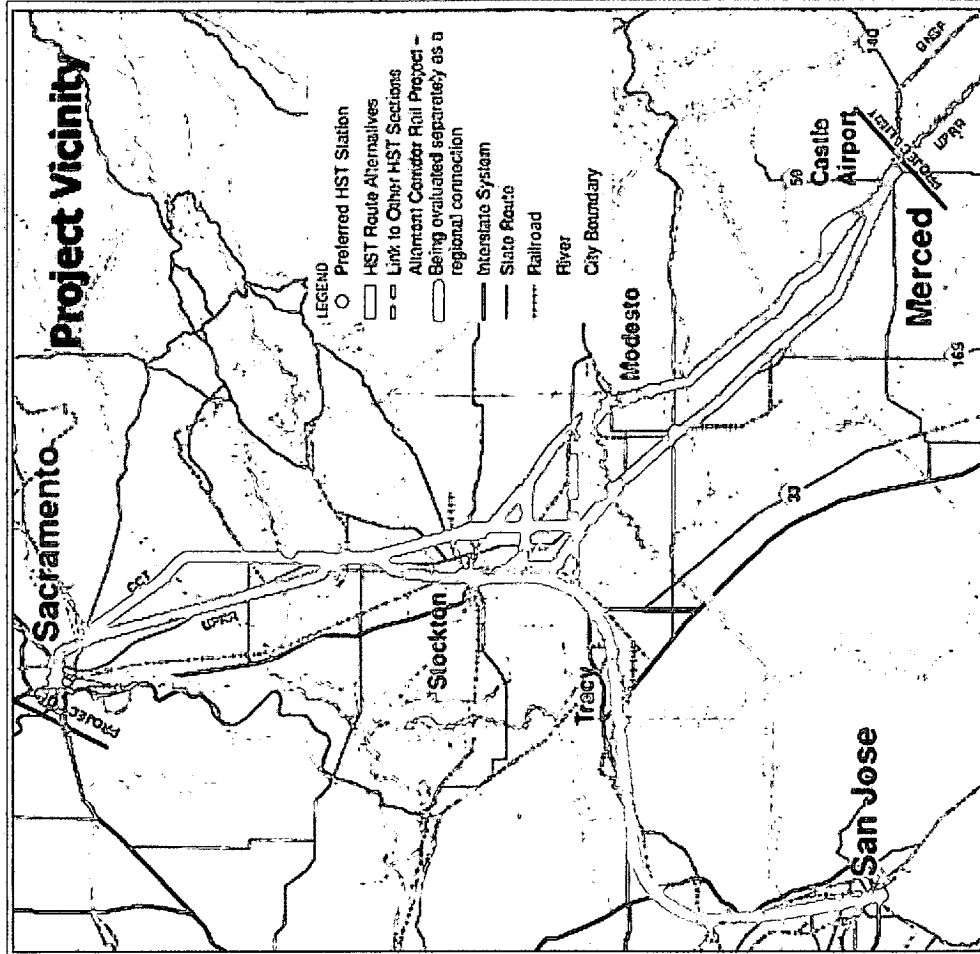 Project Vicinity
LEGEND
Preferred HST Station
HST Route Alternatives
Link to Other HST Sections
Altamont Corridor Rail Project –
Being evaluated separately as a
regional connection
Interstate System
State Route
Railroad
River
City Boundary
Sacramento
CCT
UPRR
Stockton
Tracy
San Jose
Modesto
33
165
59
Castle
Airport
Merced
140
BNSF
UPRR